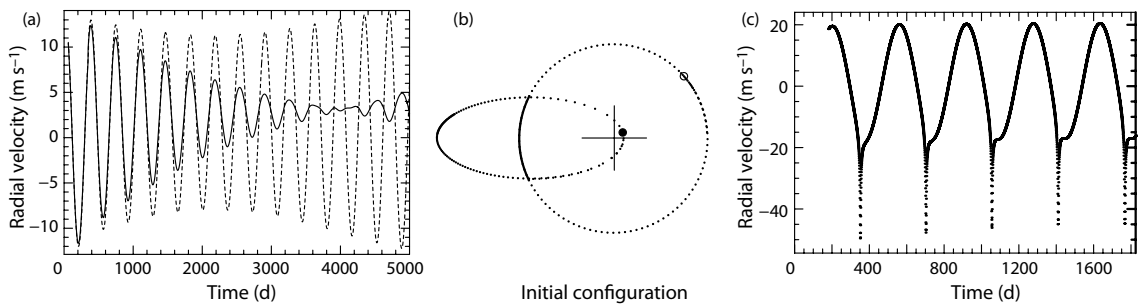 (a)
Radial velocity (m s⁻¹)
10
5
0
−5
−10
0 1000 2000 3000 4000 5000
Time (d)
(b)
Initial configuration
(c)
Radial velocity (m s⁻¹)
20
0
−20
−40
0 400 800 1200 1600
Time (d)